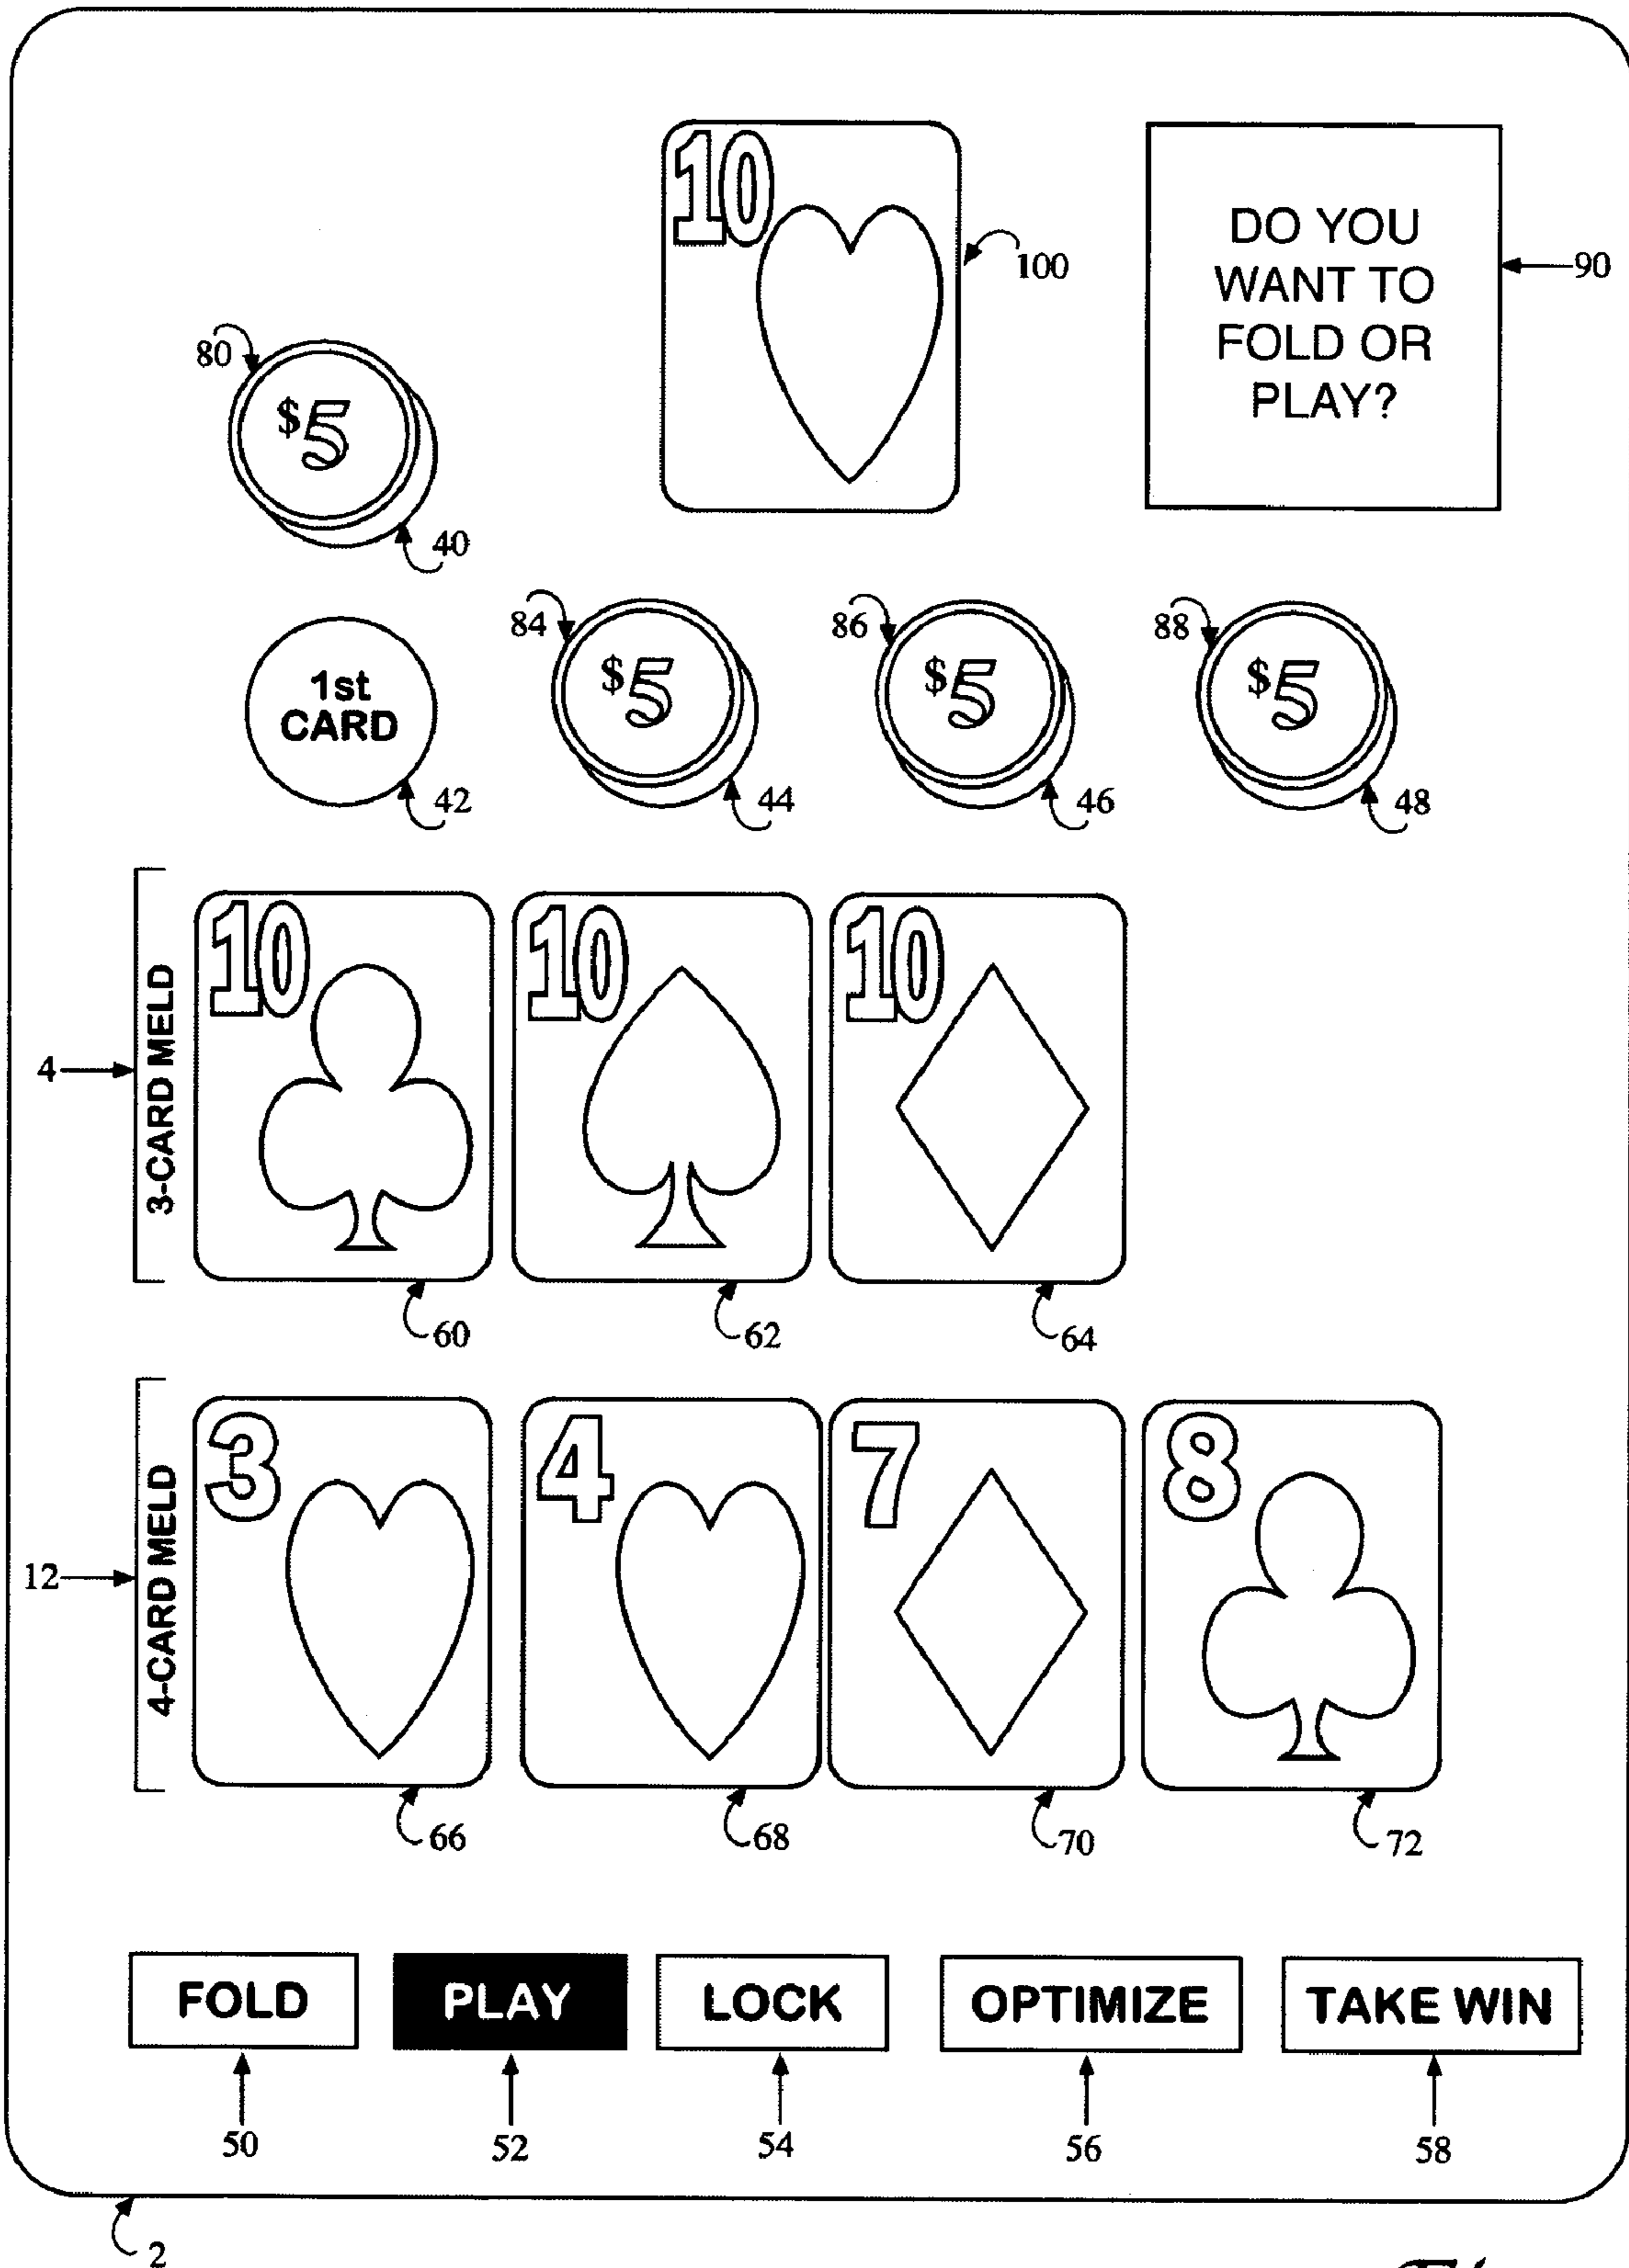 10
100
DO YOU
WANT TO
FOLD OR
PLAY?
90
80
$5
40
1st
CARD
42
84
$5
44
86
$5
46
88
$5
48
4
3-CARD MELD
10
10
10
60
62
64
12
4-CARD MELD
3
4
7
8
66
68
70
72
FOLD
PLAY
LOCK
OPTIMIZE
TAKE WIN
50
52
54
56
58
2